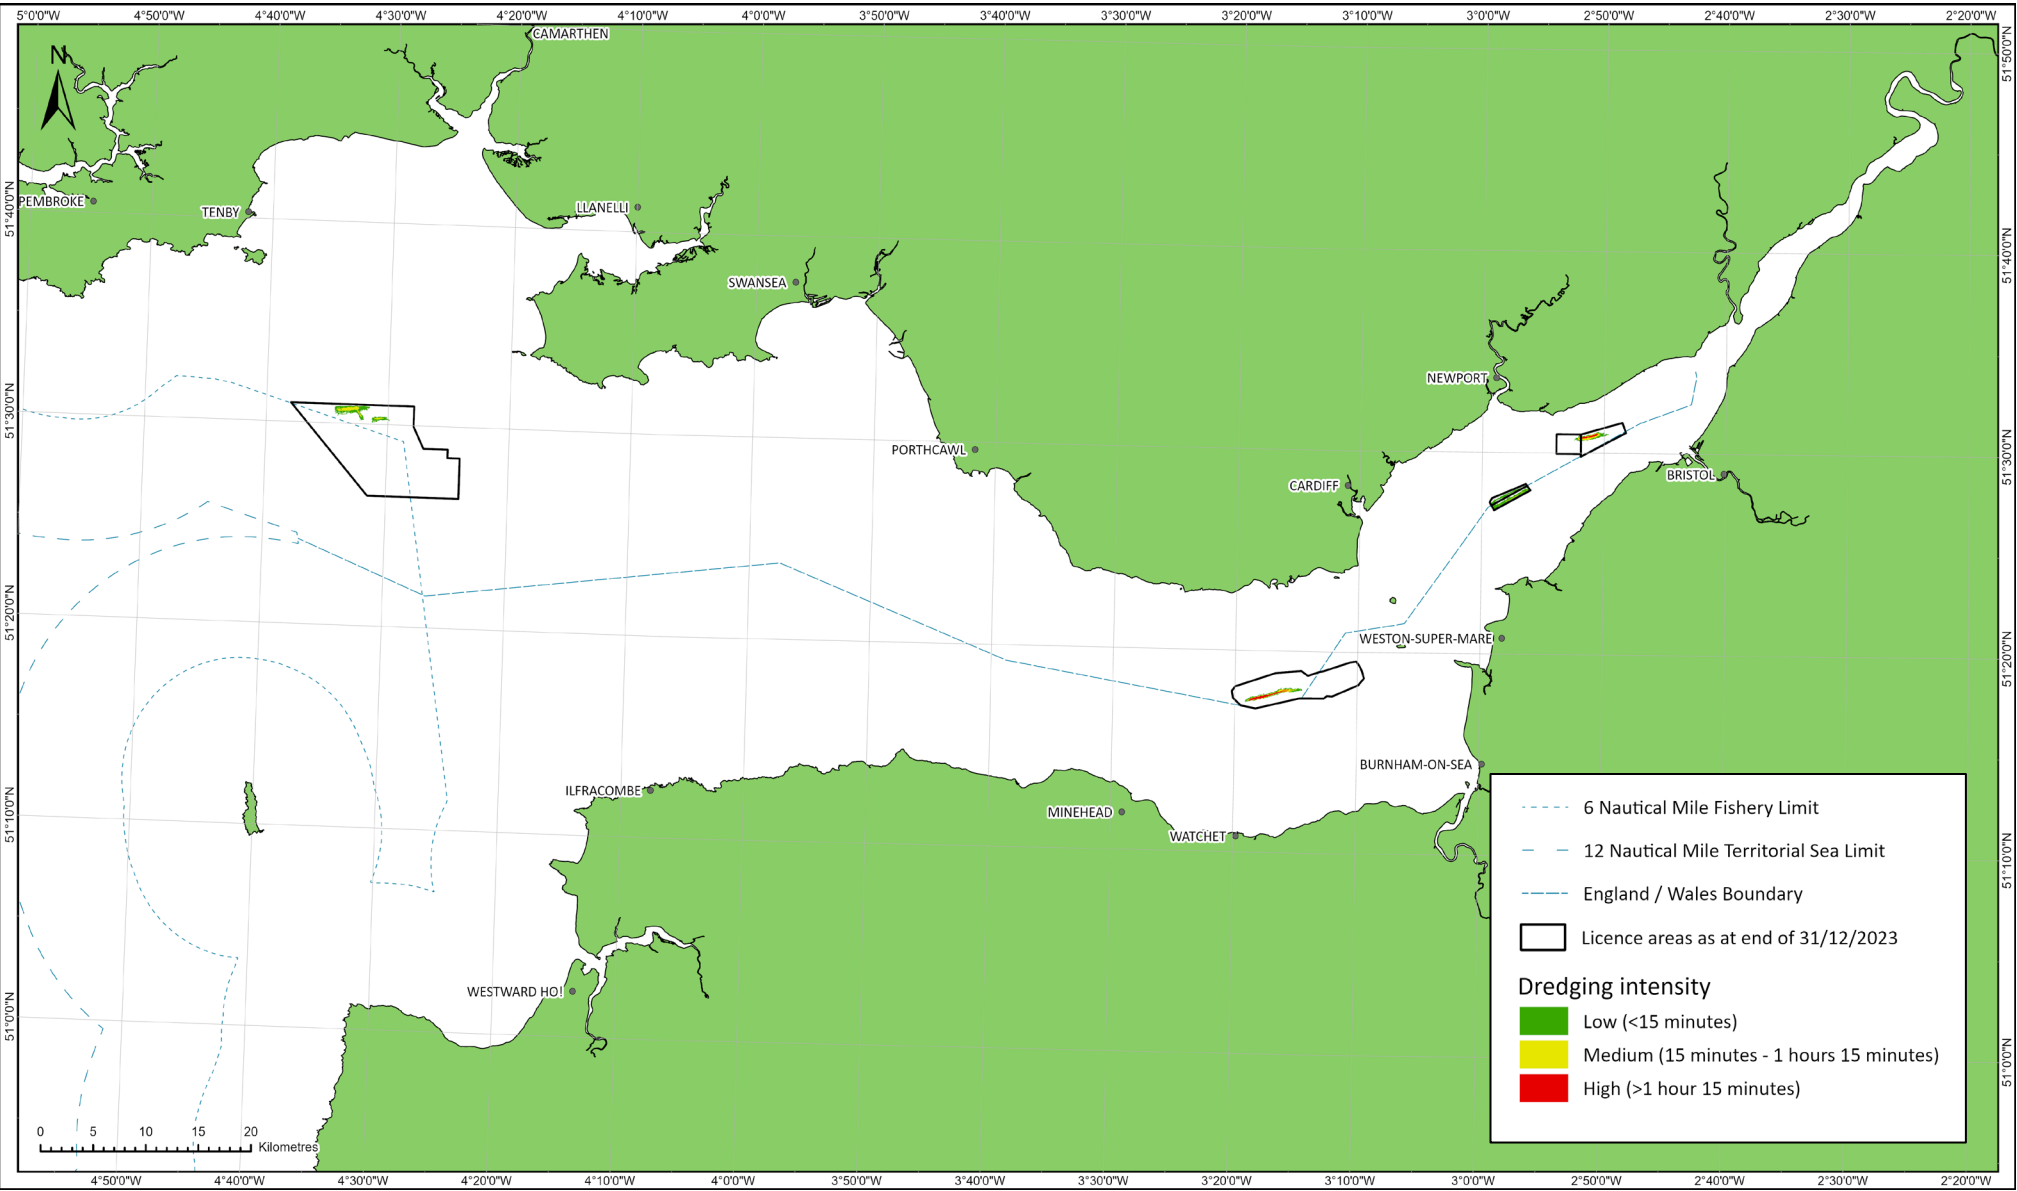 5°0'0"W 4°50'0"W 4°40'0"W 4°30'0"W 4°20'0"W 4°10'0"W 4°0'0"W 3°50'0"W 3°40'0"W 3°30'0"W 3°20'0"W 3°10'0"W 3°0'0"W 2°50'0"W 2°40'0"W 2°30'0"W 2°20'0"W
N
CAMARTHEN
51°50'0"N
PEMBROKE
TENBY
LLANELLI
51°40'0"N
51°40'0"N
SWANSEA
NEWPORT
51°30'0"N
PORTHCAWL
CARDIFF
BRISTOL
51°30'0"N
51°20'0"N
WESTON-SUPER-MARE
51°20'0"N
BURNHAM-ON-SEA
ILFRACOMBE
MINEHEAD
WATCHET
51°10'0"N
51°10'0"N
WESTWARD HO!
51°0'0"N
51°0'0"N
6 Nautical Mile Fishery Limit
12 Nautical Mile Territorial Sea Limit
England / Wales Boundary
Licence areas as at end of 31/12/2023
Dredging intensity
Low (<15 minutes)
Medium (15 minutes - 1 hours 15 minutes)
High (>1 hour 15 minutes)
0 5 10 15 20
Kilometres
4°50'0"W 4°40'0"W 4°30'0"W 4°20'0"W 4°10'0"W 4°0'0"W 3°50'0"W 3°40'0"W 3°30'0"W 3°20'0"W 3°10'0"W 3°0'0"W 2°50'0"W 2°40'0"W 2°30'0"W 2°20'0"W